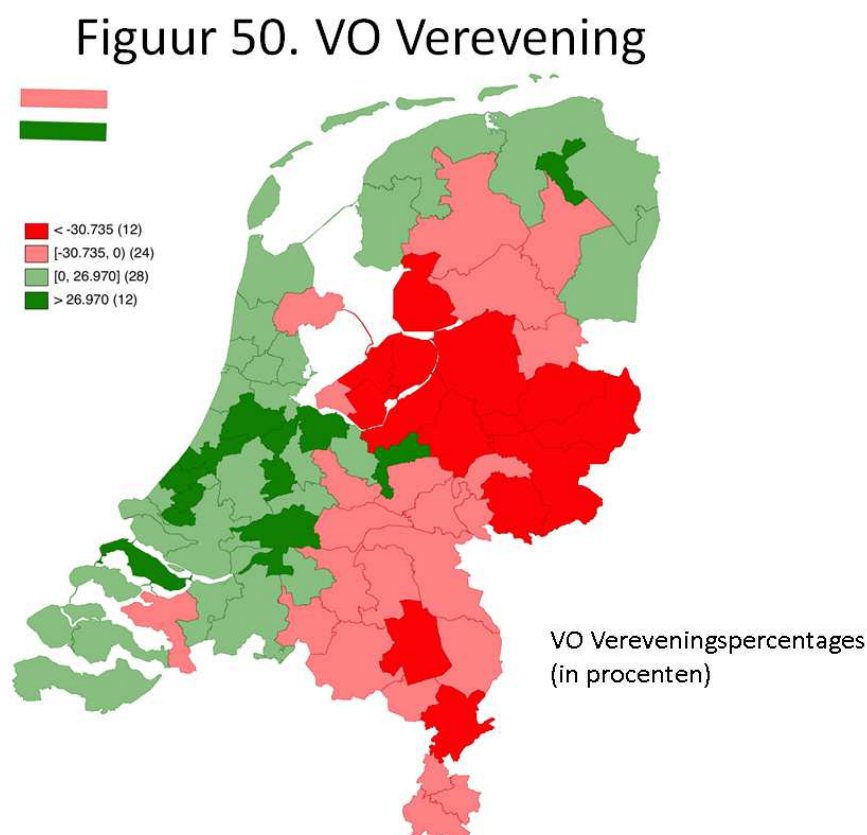 Figuur 50. VO Verevening
< -30.735 (12)
[-30.735, 0) (24)
[0, 26.970] (28)
> 26.970 (12)
VO Vereveningspercentages
(in procenten)